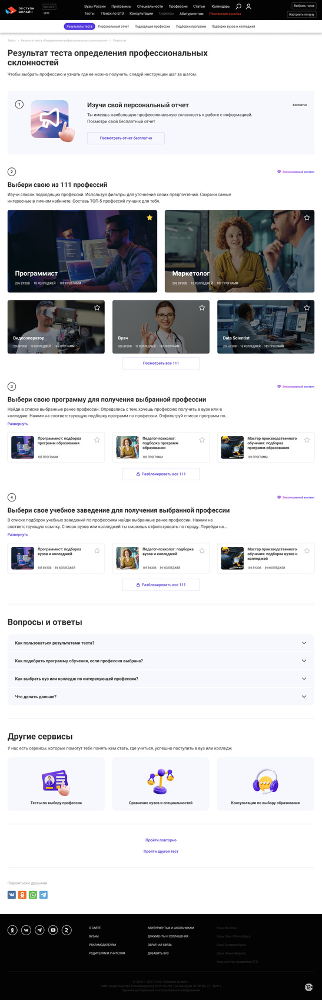 ПОСТУПИ
ОНЛАЙН
ВЫСШЕЕ
СПО
Вузы России Программы Специальности Профессии Статьи Календарь
Тесты Поиск по ЕГЭ Консультации Сервисы Абитуриентам Рекламная ссылка
Выбрать город
Настроить по вузу
Результаты теста Персональный отчет Подходящие профессии Подборки программ Подборки вузов и колледжей
Тесты Результат теста «Определение профессиональных склонностей» Результат
Результат теста определения профессиональных
склонностей
Чтобы выбрать профессию и узнать где ее можно получить, следуй инструкции шаг за шагом.
1
Изучи свой персональный отчет
Бесплатно
Ты имеешь наибольшую профессиональную склонность к работе с информацией.
Посмотри свой бесплатный отчет
Посмотреть отчет бесплатно
2
Эксклюзивный контент
Выбери свою из 111 профессий
Изучи список подходящих профессий. Используй фильтры для уточнения своих предпочтений. Сохрани самые
интересные в личном кабинете. Составь ТОП-5 профессий лучших для тебя.
Программист
206 ВУЗОВ · 10 КОЛЛЕДЖЕЙ · 189 ПРОГРАММ
Маркетолог
206 ВУЗОВ · 10 КОЛЛЕДЖЕЙ · 189 ПРОГРАММ
Видеооператор
206 ВУЗОВ · 10 КОЛЛЕДЖЕЙ · 189 ПРОГРАММ
Врач
206 ВУЗОВ · 10 КОЛЛЕДЖЕЙ · 189 ПРОГРАММ
Data Scientist
206 ВУЗОВ · 10 КОЛЛЕДЖЕЙ · 189 ПРОГРАММ
Посмотреть все 111
3
Эксклюзивный контент
Выбери свою программу для получения выбранной профессии
Найди в списке выбранные ранее профессии. Определись с тем, хочешь профессию получить в вузе или в
колледже. Нажми на соответствующую подборку программ по профессии. Отфильтруй список программ по...
Развернуть
Программист: подборка
программ образования
189 ПРОГРАММ
Педагог-психолог:
подборка программ
образования
189 ПРОГРАММ
Мастер производственного
обучения: подборка
программ образования
189 ПРОГРАММ
Разблокировать все 111
4
Эксклюзивный контент
Выбери свое учебное заведение для получения выбранной профессии
В списке подборок учебных заведений по профессиям найди выбранные ранее профессии. Нажми на
соответствующую ссылку. Список вузов или колледжей ты сможешь отфильтровать по городу. Перейди на...
Развернуть
Программист: подборка
вузов и колледжей
189 ВУЗОВ · 89 КОЛЛЕДЖЕЙ
Педагог-психолог: подборка
вузов и колледжей
189 ВУЗОВ · 89 КОЛЛЕДЖЕЙ
Мастер производственного
обучения: подборка вузов и
колледжей
189 ВУЗОВ · 89 КОЛЛЕДЖЕЙ
Разблокировать все 111
Вопросы и ответы
Как пользоваться результатами теста?
Как подобрать программу обучения, если профессия выбрана?
Как выбрать вуз или колледж по интересующей профессии?
Что делать дальше?
Другие сервисы
У нас есть сервисы, которые помогут тебе понять кем стать, где учиться, успешно поступить в вуз или колледж
Тесты по выбору профессии
Сравнение вузов и специальностей
Консультации по выбору образования
Пройти повторно
Пройти другой тест
Поделиться с друзьями
О САЙТЕ
ВУЗАМ
РЕКЛАМОДАТЕЛЯМ
РОДИТЕЛЯМ И УЧИТЕЛЯМ
АБИТУРИЕНТАМ И ШКОЛЬНИКАМ
ДОКУМЕНТЫ И СОГЛАШЕНИЯ
ОБРАТНАЯ СВЯЗЬ
ДОБАВИТЬ ВУЗ
Вузы Москвы
Вузы Санкт-Петербурга
Вузы Екатеринбурга
Вузы Новосибирска
Калькулятор предметов ЕГЭ
© 2016 – 2017 ООО «Поступи онлайн»
СМИ, свидетельство Роскомнадзора от 07.03.2017 за номером ЭЛ № ФС 77 - 68911
Правила цитирования и использования изображений
12+